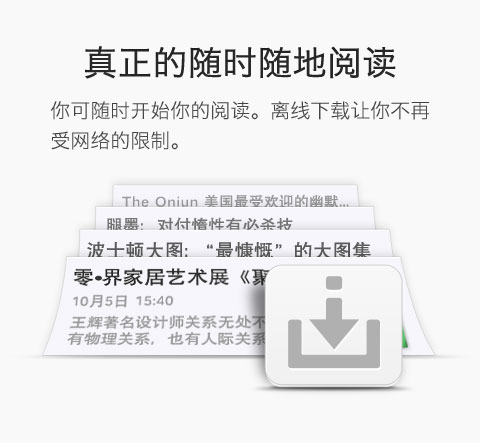 真正的随时随地阅读
你可随时开始你的阅读。离线下载让你不再
受网络的限制。
The Oniun 美国最受欢迎的幽默...
腿墨：对付惰性有必杀技
波士顿大图：“最慷慨”的大图集
零•界家居艺术展《聚
10月5日 15:40
王辉著名设计师关系无处不
有物理关系，也有人际关系